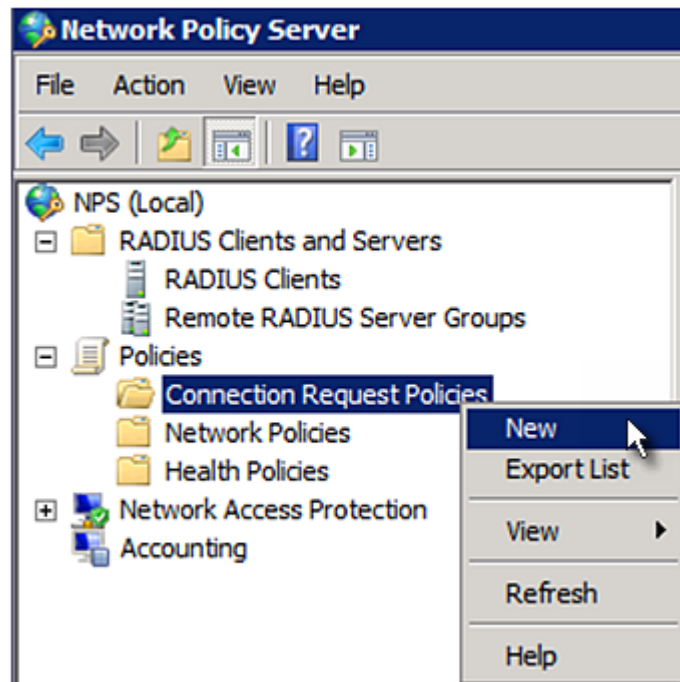 Network Policy Server
File Action View Help
NPS (Local)
RADIUS Clients and Servers
RADIUS Clients
Remote RADIUS Server Groups
Policies
Connection Request Policies
Network Policies
Health Policies
Network Access Protection
Accounting
New
Export List
View
Refresh
Help